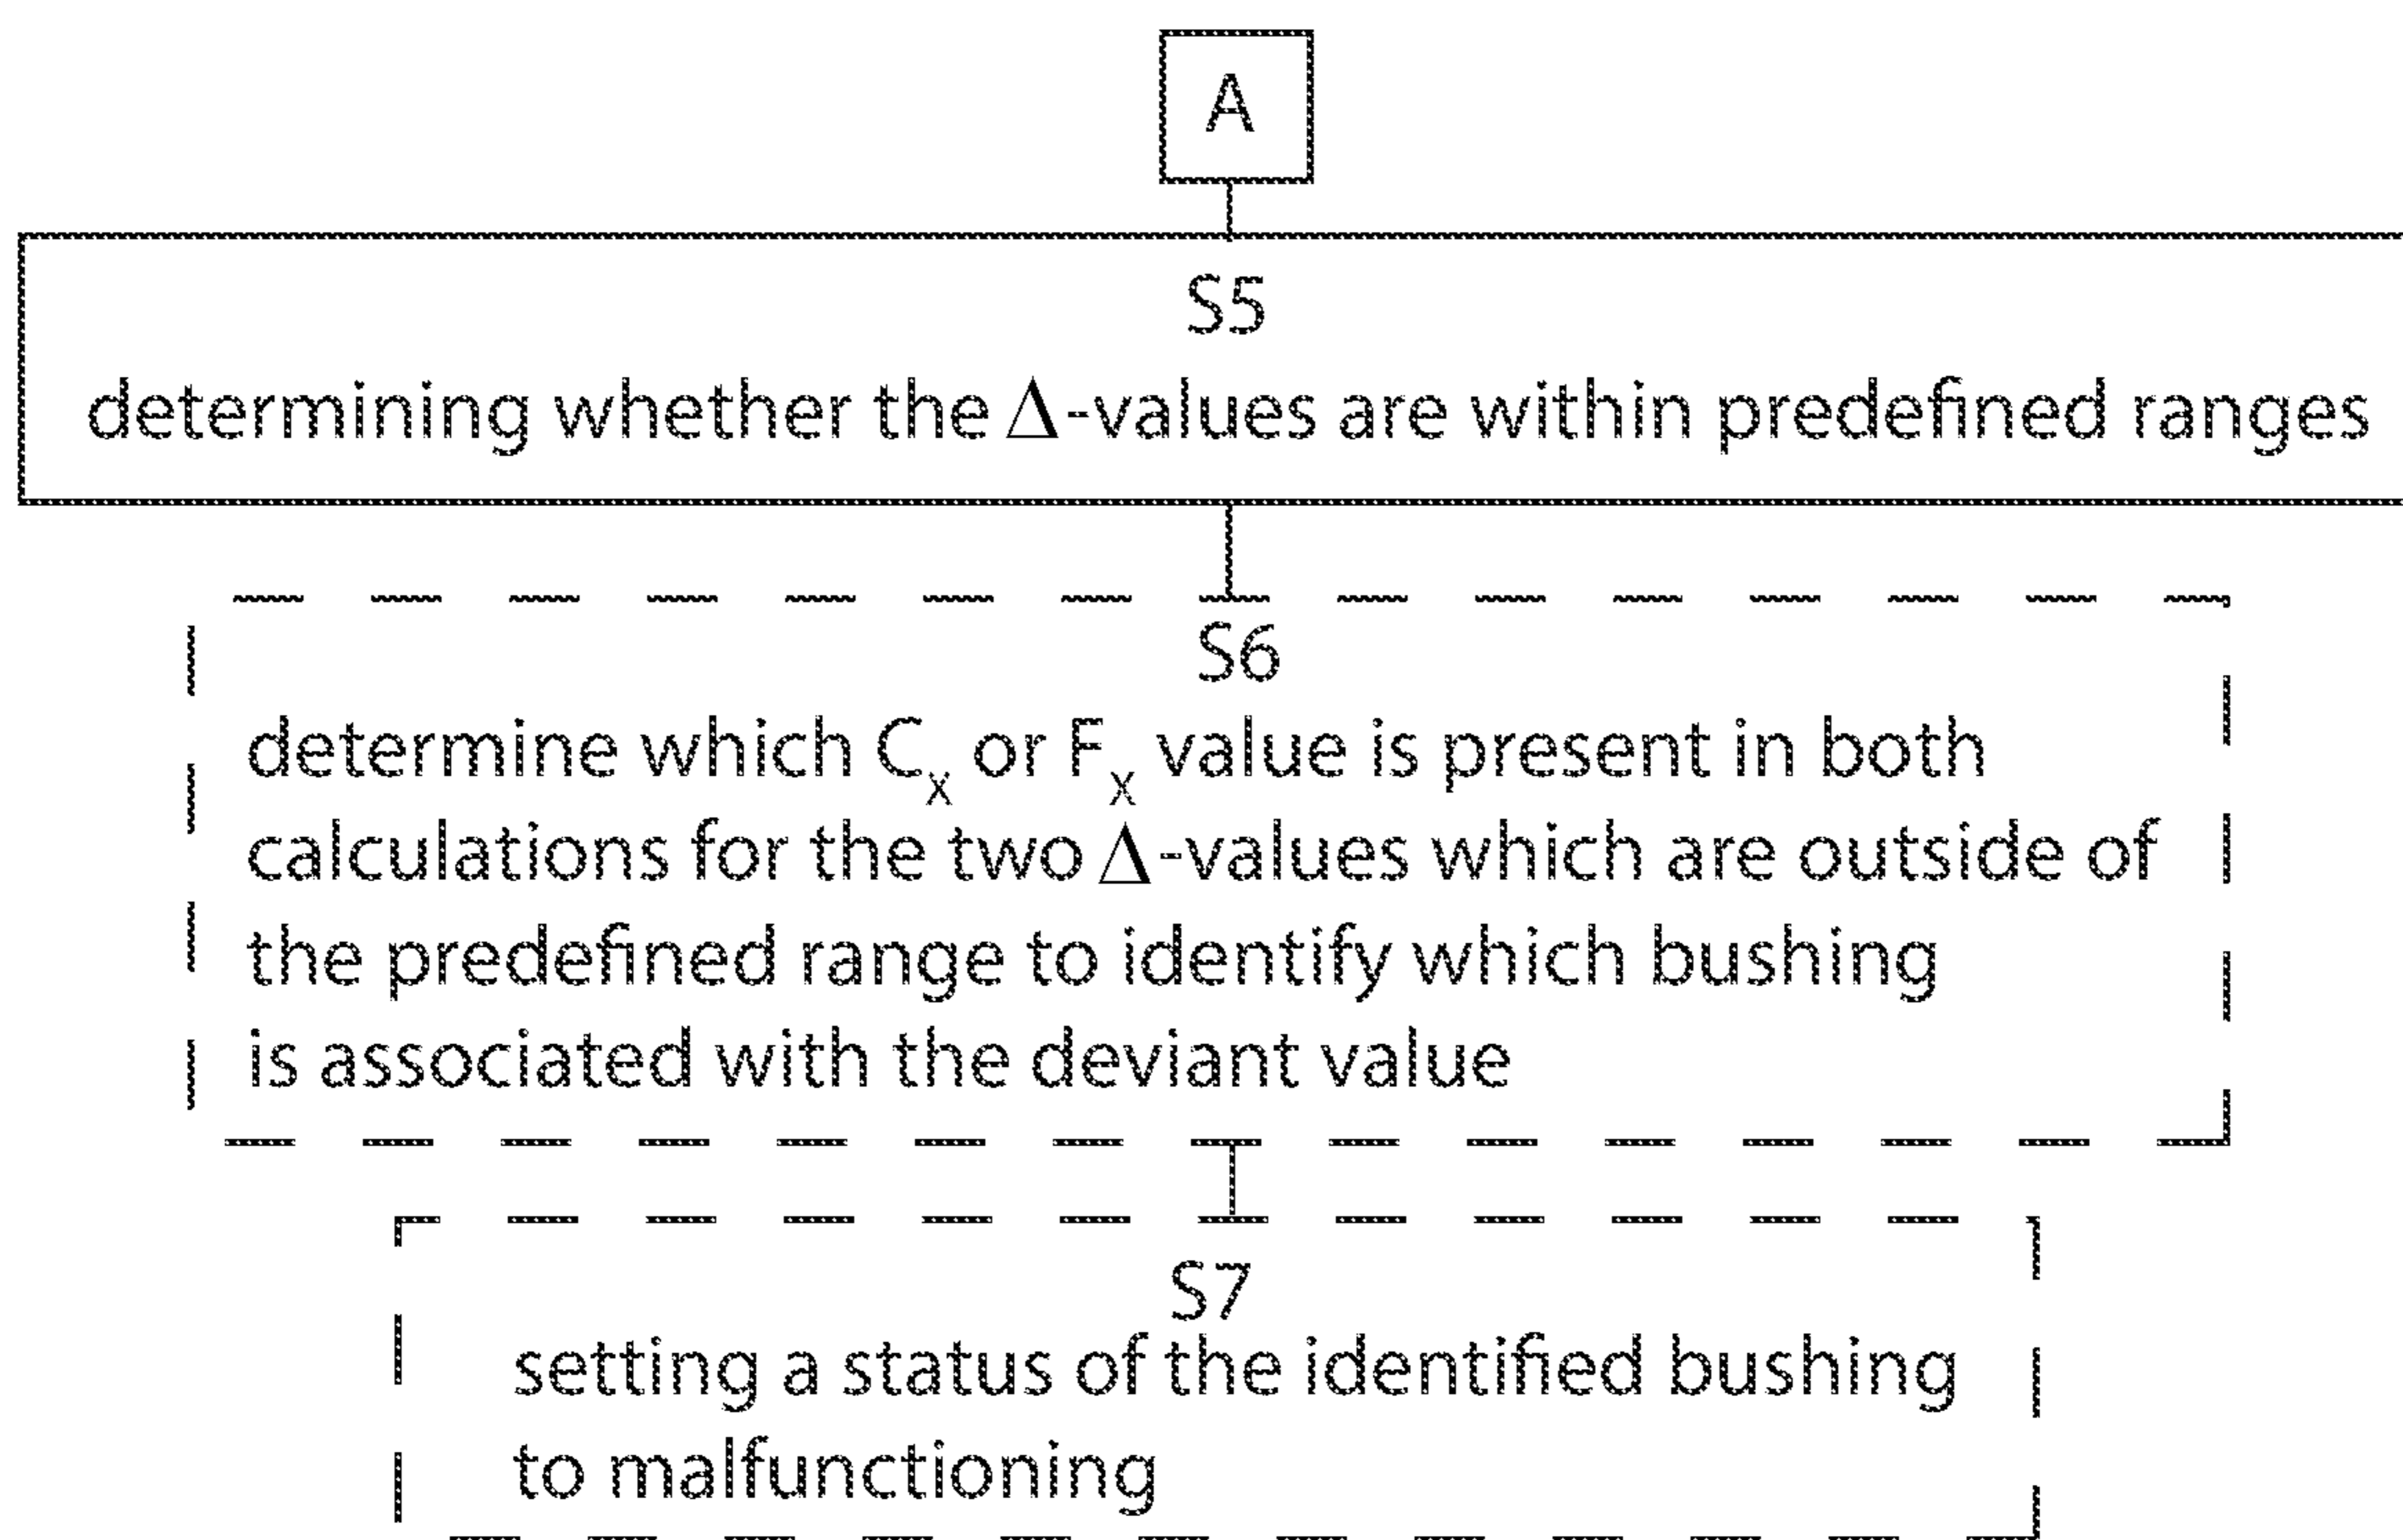 A
S5
determining whether the Δ-values are within predefined ranges
S6
determine which Cx or Fx value is present in both
calculations for the two Δ-values which are outside of
the predefined range to identify which bushing
is associated with the deviant value
S7
setting a status of the identified bushing
to malfunctioning